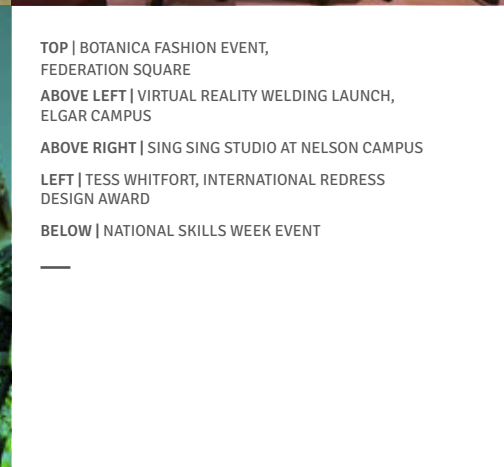 TOP | BOTANICA FASHION EVENT,
FEDERATION SQUARE
ABOVE LEFT | VIRTUAL REALITY WELDING LAUNCH,
ELGAR CAMPUS
ABOVE RIGHT | SING SING STUDIO AT NELSON CAMPUS
LEFT | TESS WHITFORT, INTERNATIONAL REDRESS
DESIGN AWARD
BELOW | NATIONAL SKILLS WEEK EVENT